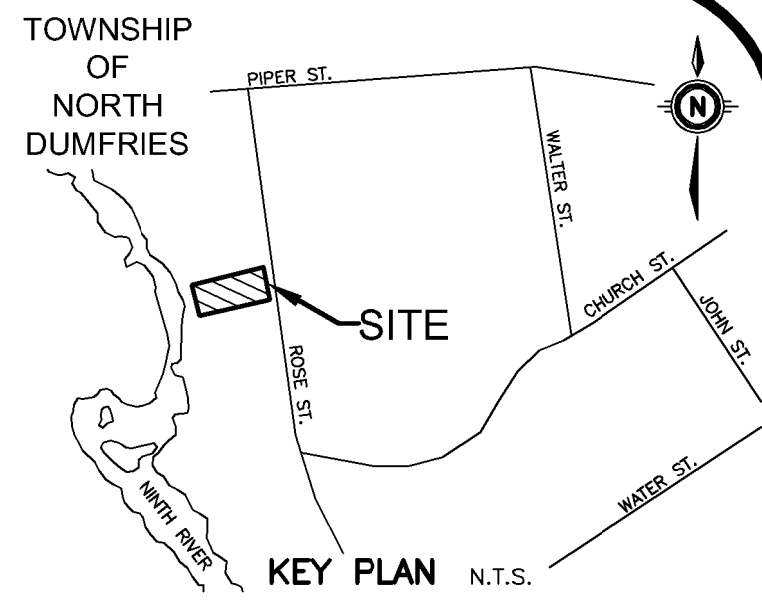 TOWNSHIP
OF
NORTH
DUMFRIES
PIPER ST.
N
WALTER ST.
CHURCH ST.
JOHN ST.
SITE
ROSE ST.
WATER ST.
NINTH RIVER
KEY PLAN N.T.S.